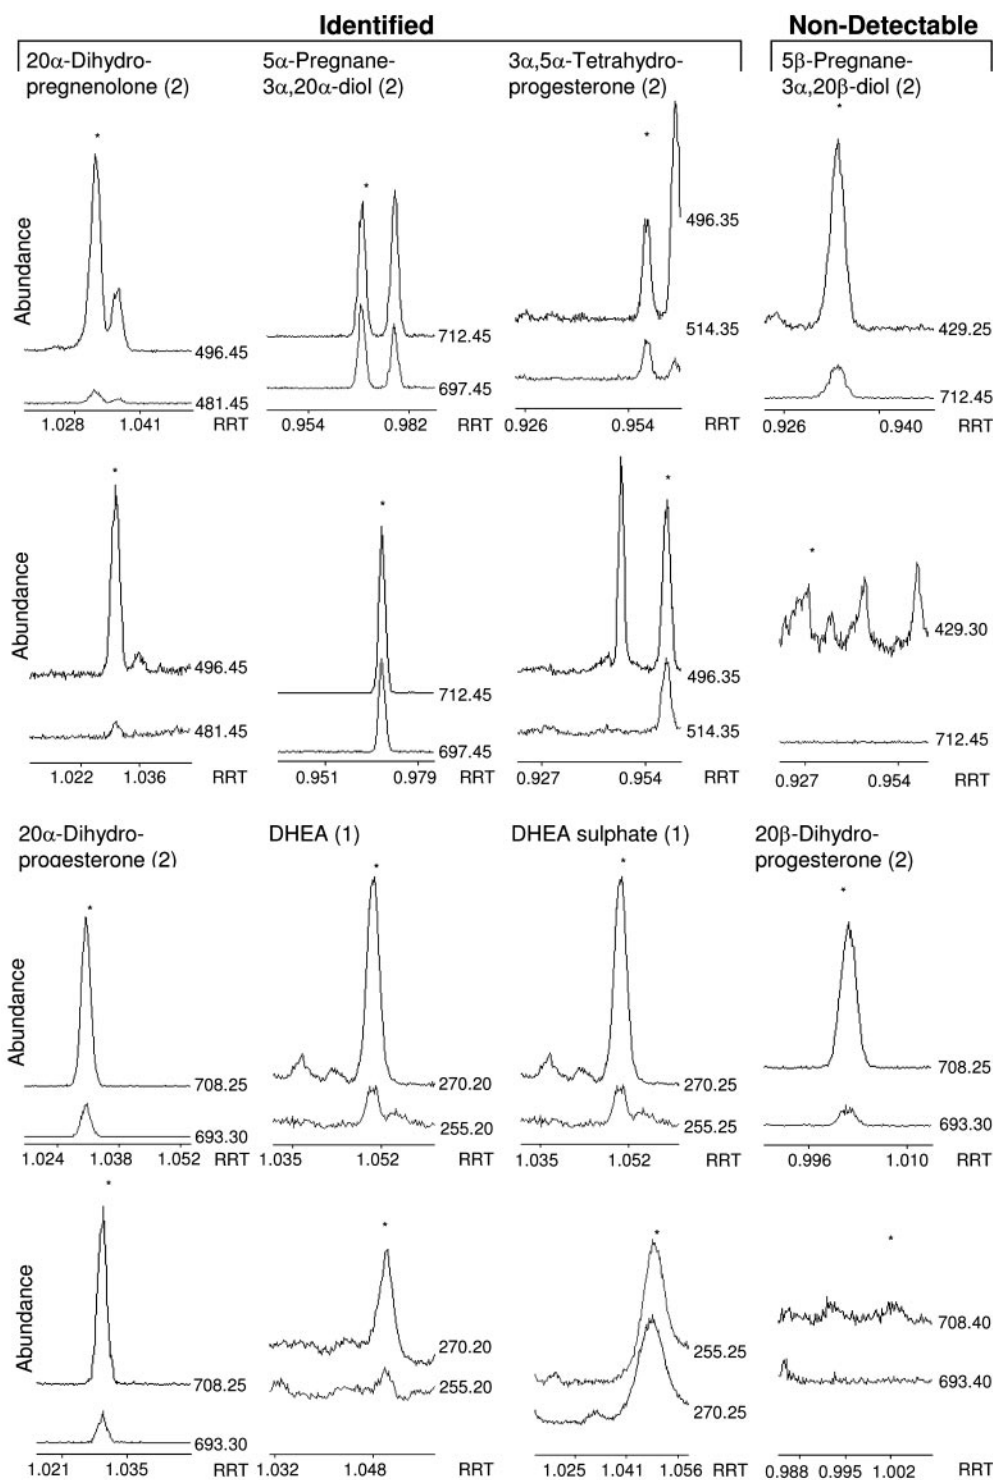 Identified
Non-Detectable
20α-Dihydro-
pregnenolone (2)
5α-Pregnane-
3α,20α-diol (2)
3α,5α-Tetrahydro-
progesterone (2)
5β-Pregnane-
3α,20β-diol (2)
*
*
*
*
Abundance
496.45
481.45
1.028
1.041
RRT
712.45
697.45
0.954
0.982
RRT
496.35
514.35
0.926
0.954
RRT
429.25
712.45
0.926
0.940
RRT
*
*
*
*
Abundance
496.45
481.45
1.022
1.036
RRT
712.45
697.45
0.951
0.979
RRT
496.35
514.35
0.927
0.954
RRT
429.30
712.45
0.927
0.954
RRT
20α-Dihydro-
progesterone (2)
DHEA (1)
DHEA sulphate (1)
20β-Dihydro-
progesterone (2)
*
*
*
*
Abundance
708.25
693.30
1.024
1.038
1.052
RRT
270.20
255.20
1.035
1.052
RRT
270.25
255.25
1.035
1.052
RRT
708.25
693.30
0.996
1.010
RRT
*
*
*
*
Abundance
708.25
693.30
1.021
1.035
RRT
270.20
255.20
1.032
1.048
RRT
255.25
270.25
1.025
1.041
1.056
RRT
708.40
693.40
0.988
0.995
1.002
RRT